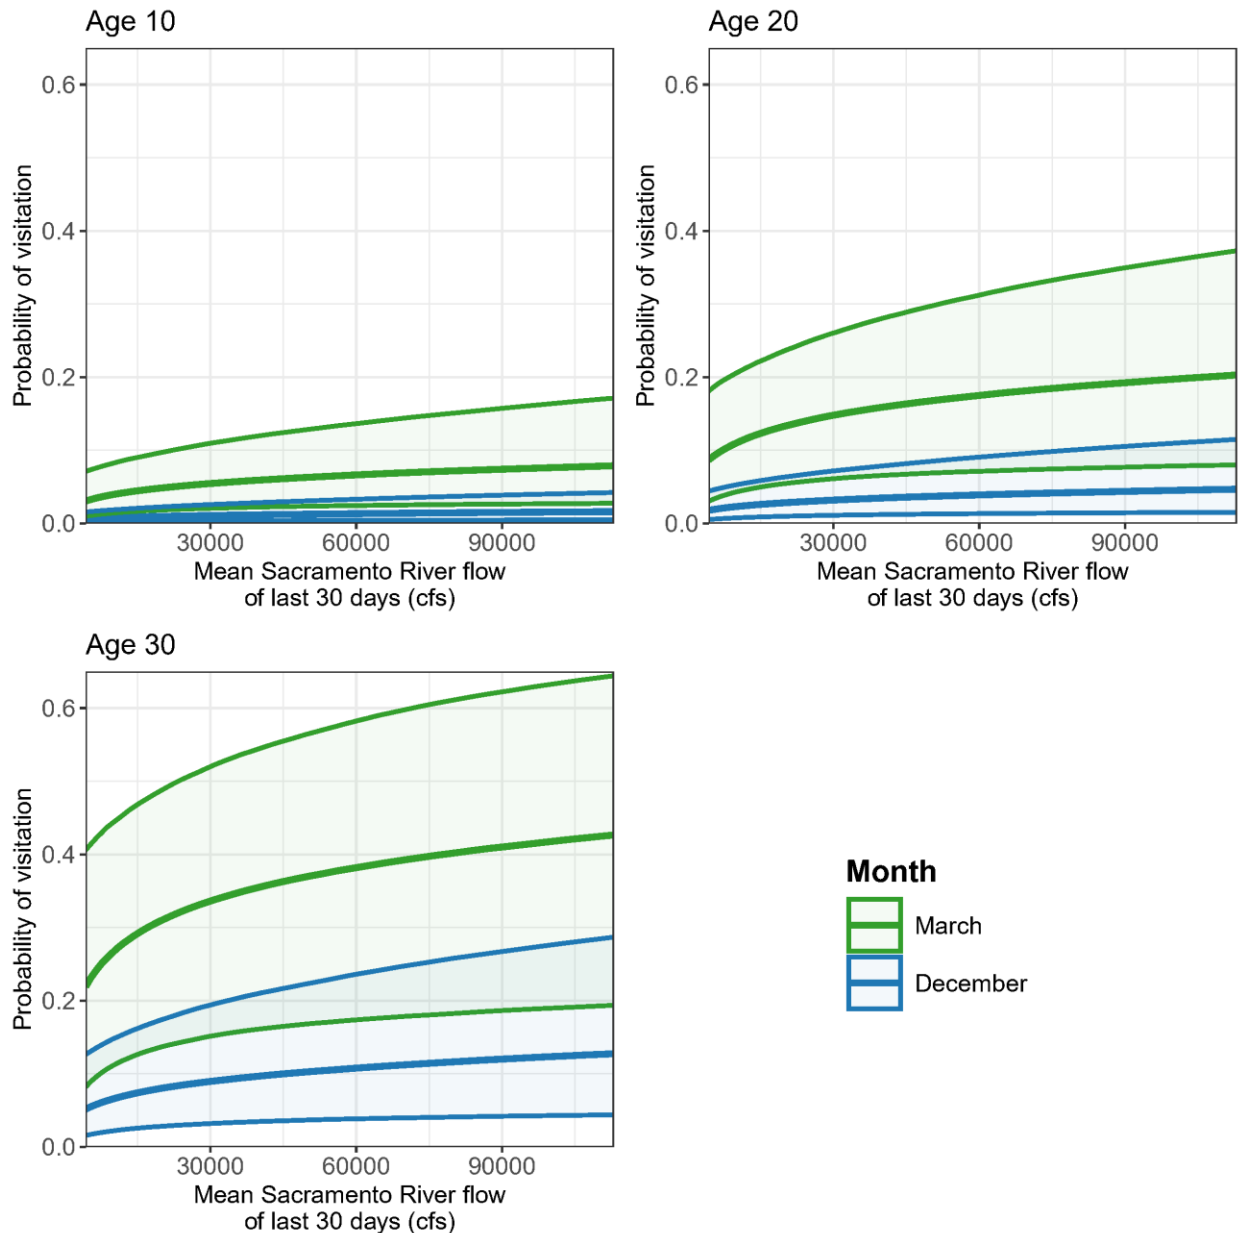 Age 10
Probability of visitation
0.6
0.4
0.2
0.0
30000 60000 90000
Mean Sacramento River flow
of last 30 days (cfs)
Age 20
Probability of visitation
0.6
0.4
0.2
0.0
30000 60000 90000
Mean Sacramento River flow
of last 30 days (cfs)
Age 30
Probability of visitation
0.6
0.4
0.2
0.0
30000 60000 90000
Mean Sacramento River flow
of last 30 days (cfs)
Month
March
December